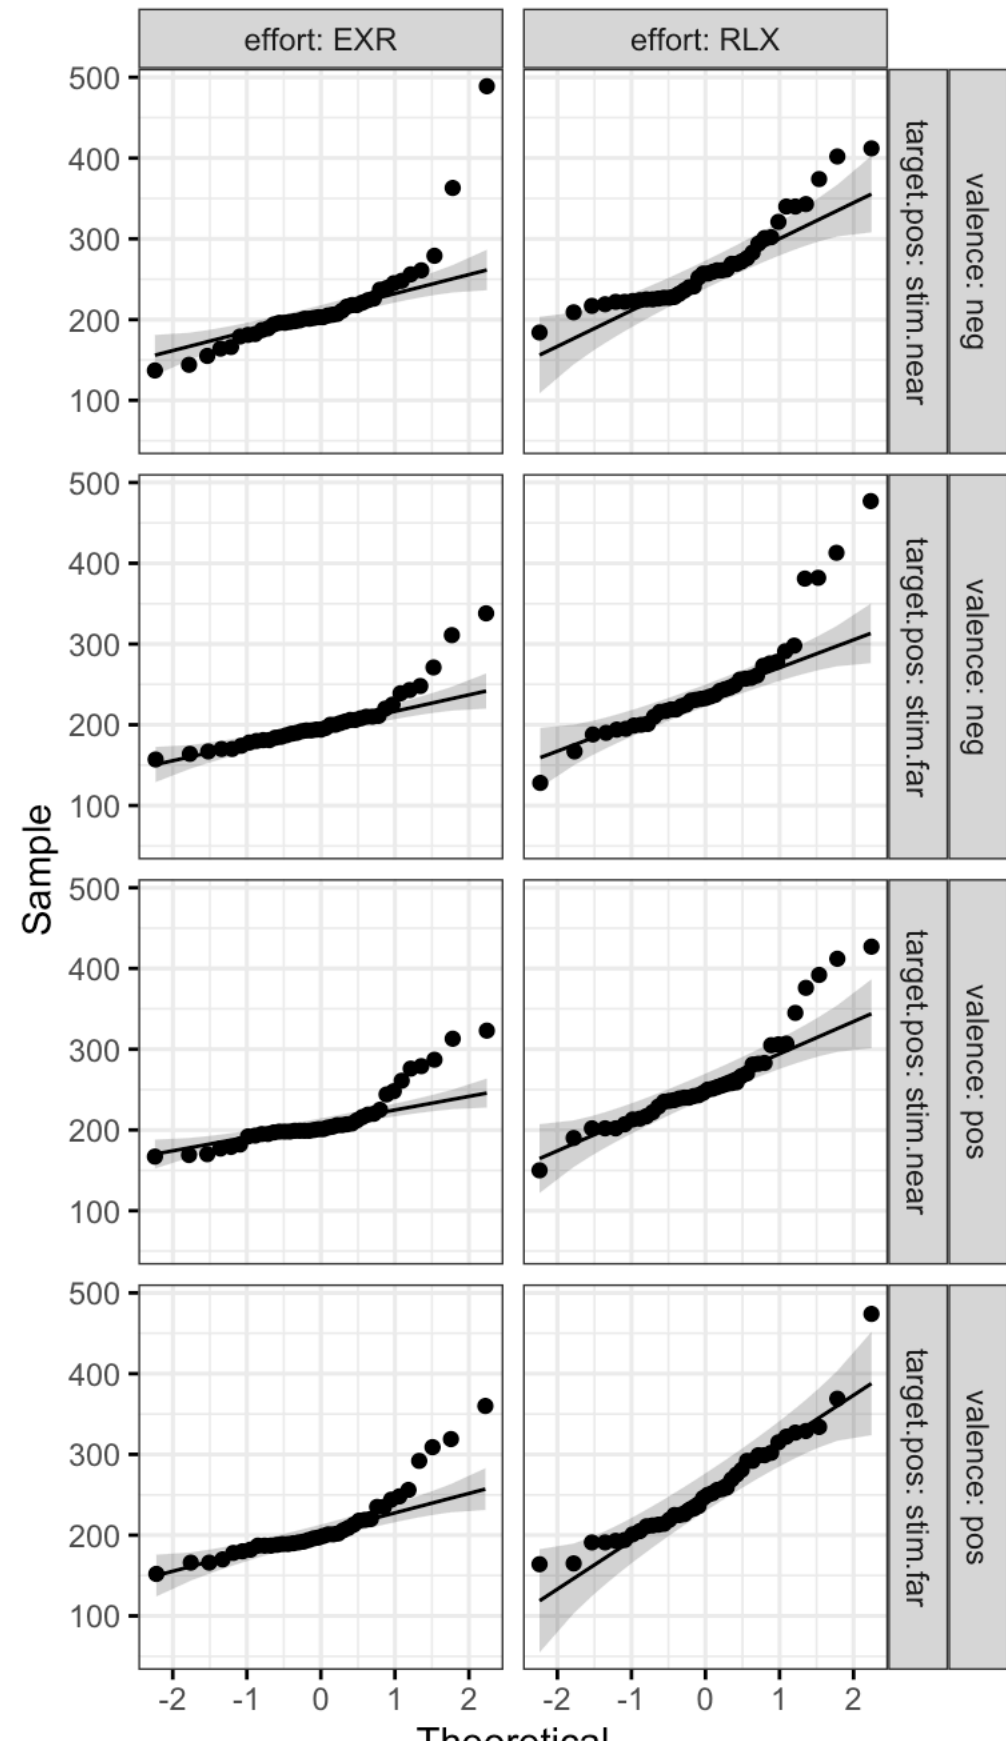 effort: EXR
effort: RLX
500
400
300
200
100
target.pos: stim.near
valence: neg
500
400
300
200
100
target.pos: stim.far
valence: neg
Sample
500
400
300
200
100
target.pos: stim.near
valence: pos
500
400
300
200
100
target.pos: stim.far
valence: pos
-2 -1 0 1 2
-2 -1 0 1 2
Theoretical